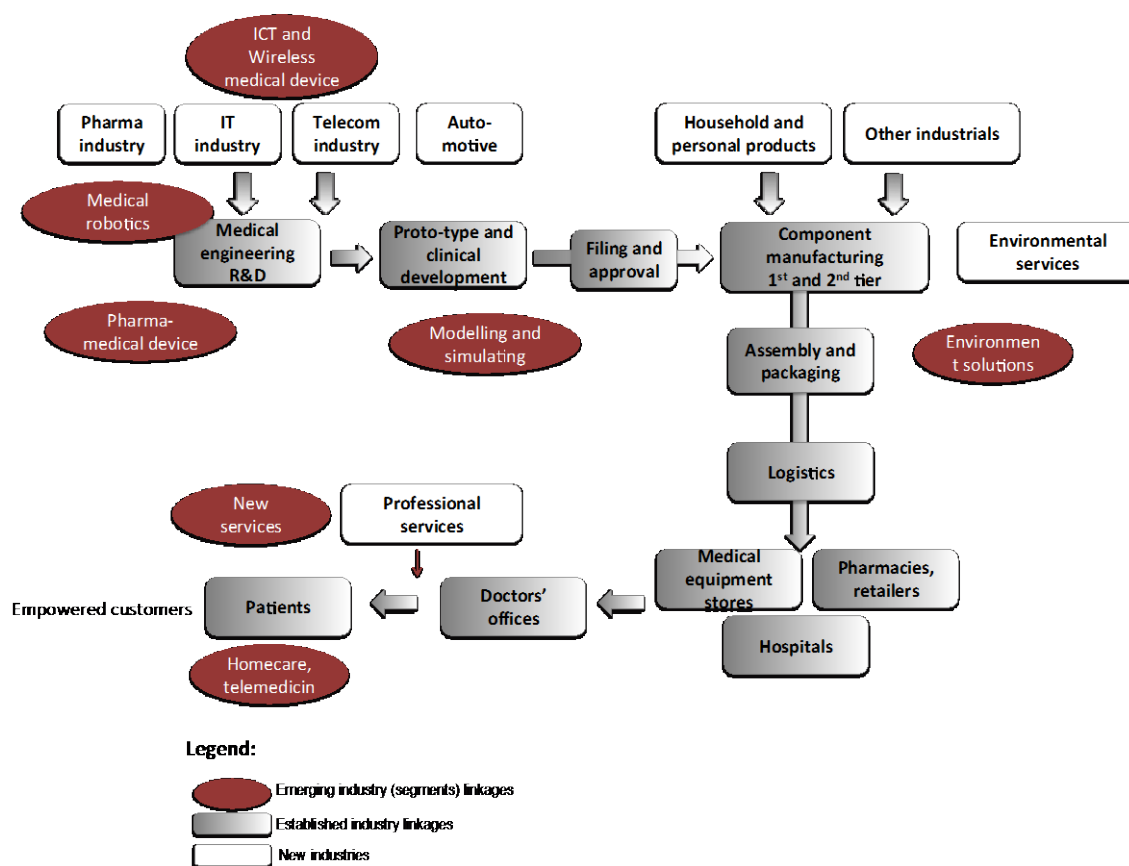 ICT and
Wireless
medical device
Pharma
industry
IT
industry
Telecom
industry
Auto-
motive
Household and
personal products
Other industrials
Medical
robotics
Medical
engineering
R&D
Proto-type and
clinical
development
Filing and
approval
Component
manufacturing
1st and 2nd tier
Environmental
services
Pharma-
medical device
Modelling and
simulating
Assembly and
packaging
Environmen
t solutions
Logistics
New
services
Professional
services
Medical
equipment
stores
Pharmacies,
retailers
Empowered customers
Patients
Doctors’
offices
Hospitals
Homecare,
telemedicin
Legend:
Emerging industry (segments) linkages
Established industry linkages
New industries